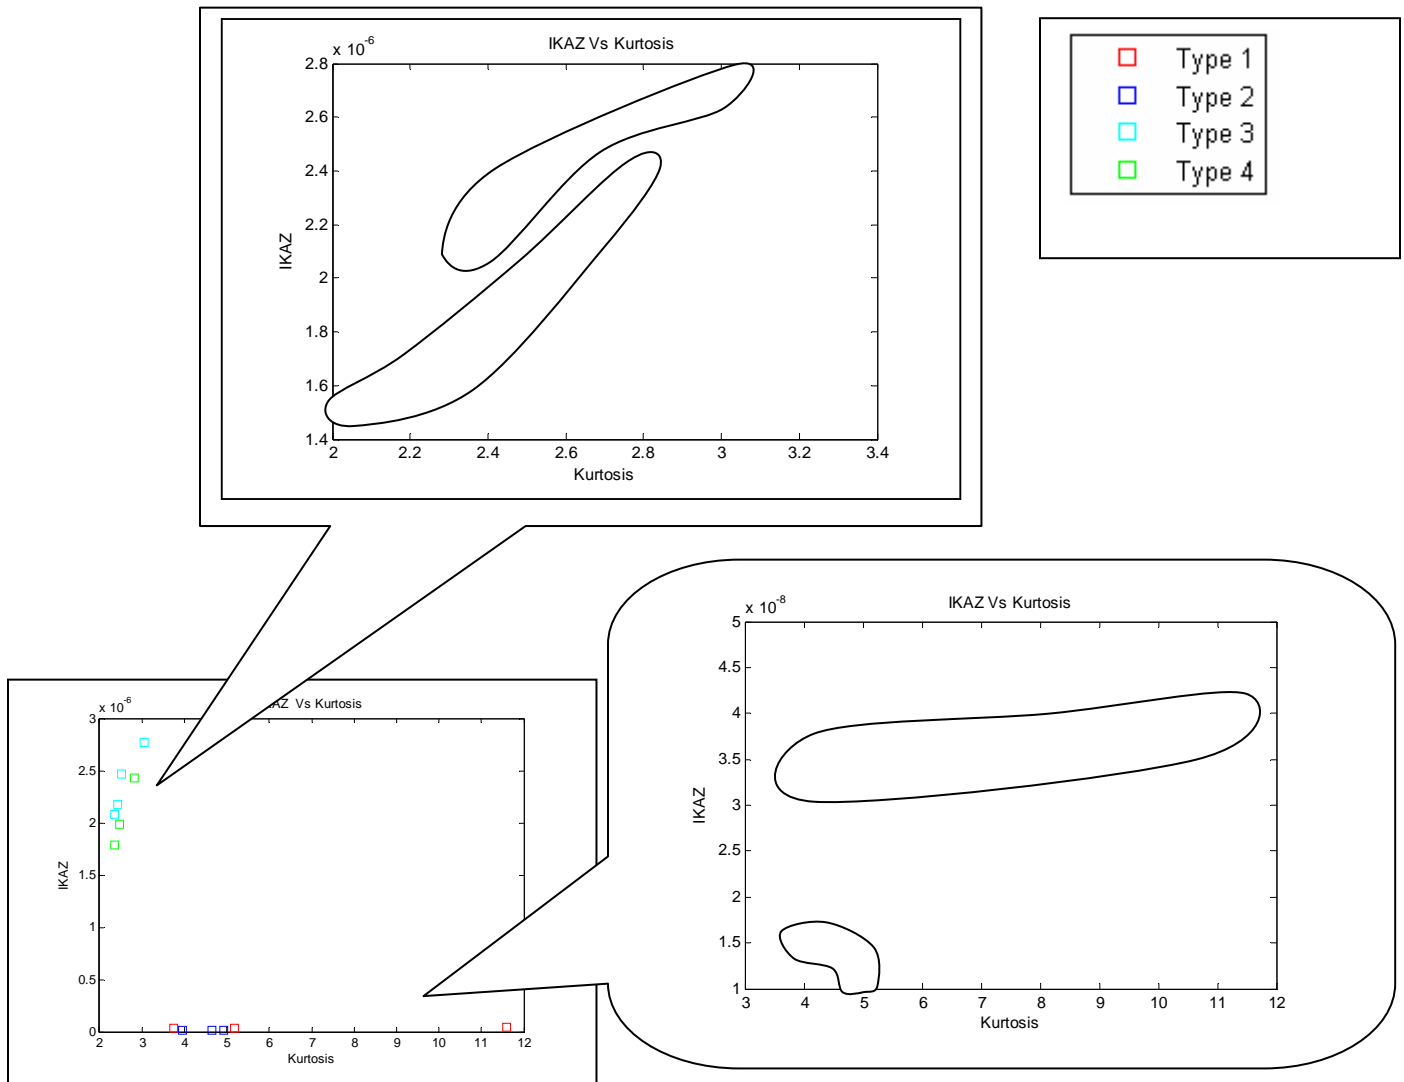 IKAZ Vs Kurtosis
x 10-6
2.8
2.6
2.4
2.2
2
1.8
1.6
1.4
IKAZ
2 2.2 2.4 2.6 2.8 3 3.2 3.4
Kurtosis
Type 1
Type 2
Type 3
Type 4
AZ Vs Kurtosis
x 10-6
3
2.5
2
1.5
1
0.5
0
IKAZ
2 3 4 5 6 7 8 9 10 11 12
Kurtosis
IKAZ Vs Kurtosis
x 10-8
5
4.5
4
3.5
3
2.5
2
1.5
1
IKAZ
3 4 5 6 7 8 9 10 11 12
Kurtosis